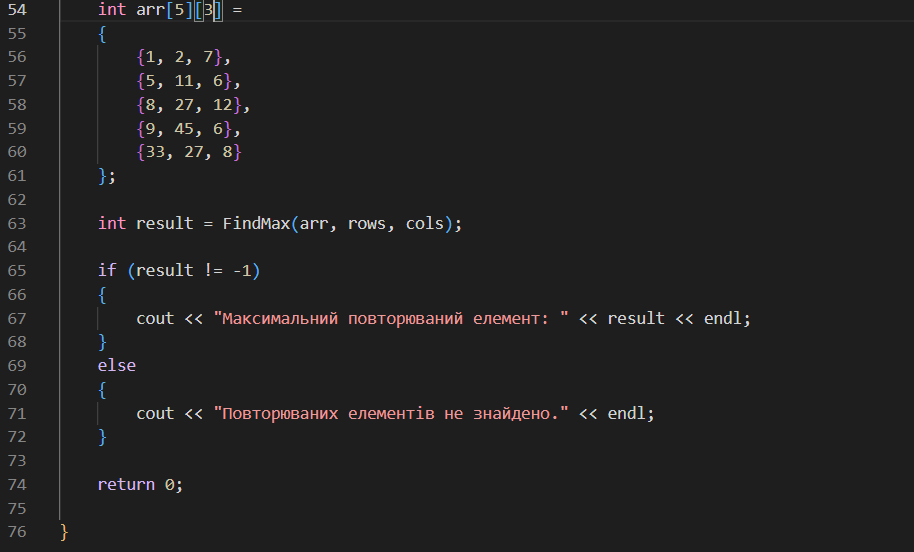 54 int arr[5][3] =
55 {
56 {1, 2, 7},
57 {5, 11, 6},
58 {8, 27, 12},
59 {9, 45, 6},
60 {33, 27, 8}
61 };
62
63 int result = FindMax(arr, rows, cols);
64
65 if (result != -1)
66 {
67 cout << "Максимальний повторюваний елемент: " << result << endl;
68 }
69 else
70 {
71 cout << "Повторюваних елементів не знайдено." << endl;
72 }
73
74 return 0;
75
76 }